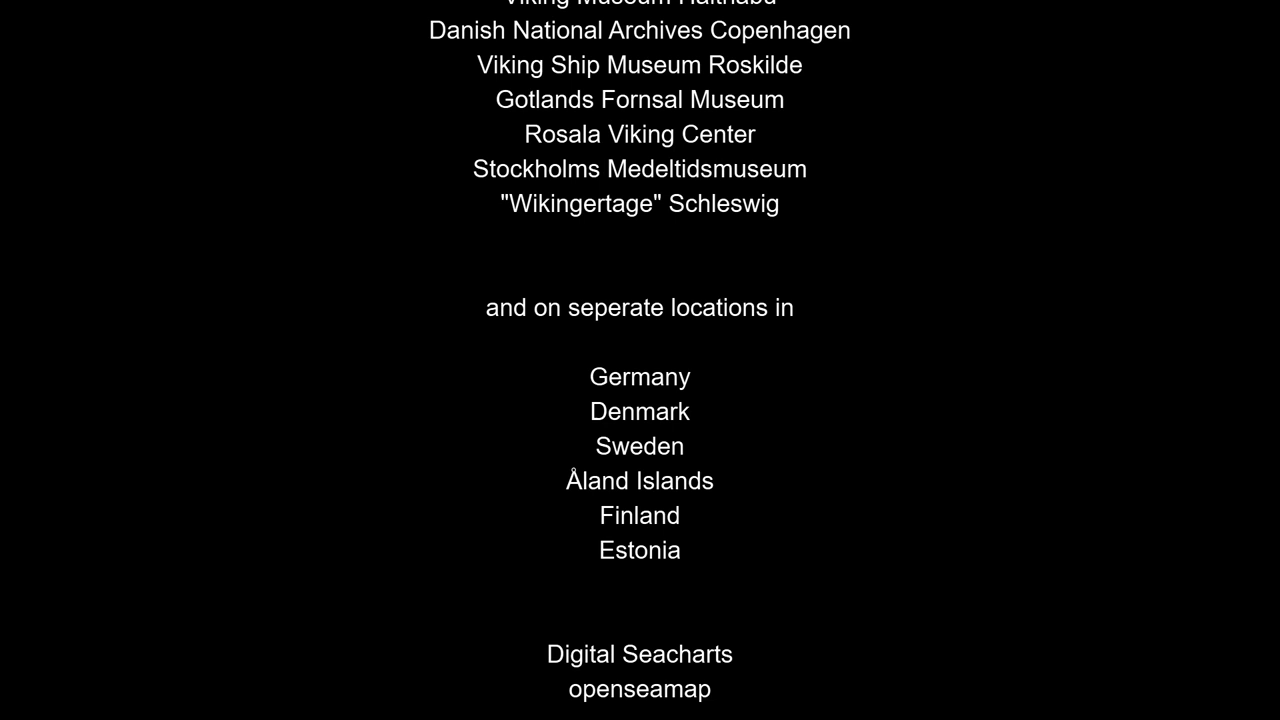 Viking Museum Haithabu
Danish National Archives Copenhagen
Viking Ship Museum Roskilde
Gotlands Fornsal Museum
Rosala Viking Center
Stockholms Medeltidsmuseum
"Wikingertage" Schleswig
and on seperate locations in
Germany
Denmark
Sweden
Åland Islands
Finland
Estonia
Digital Seacharts
openseamap